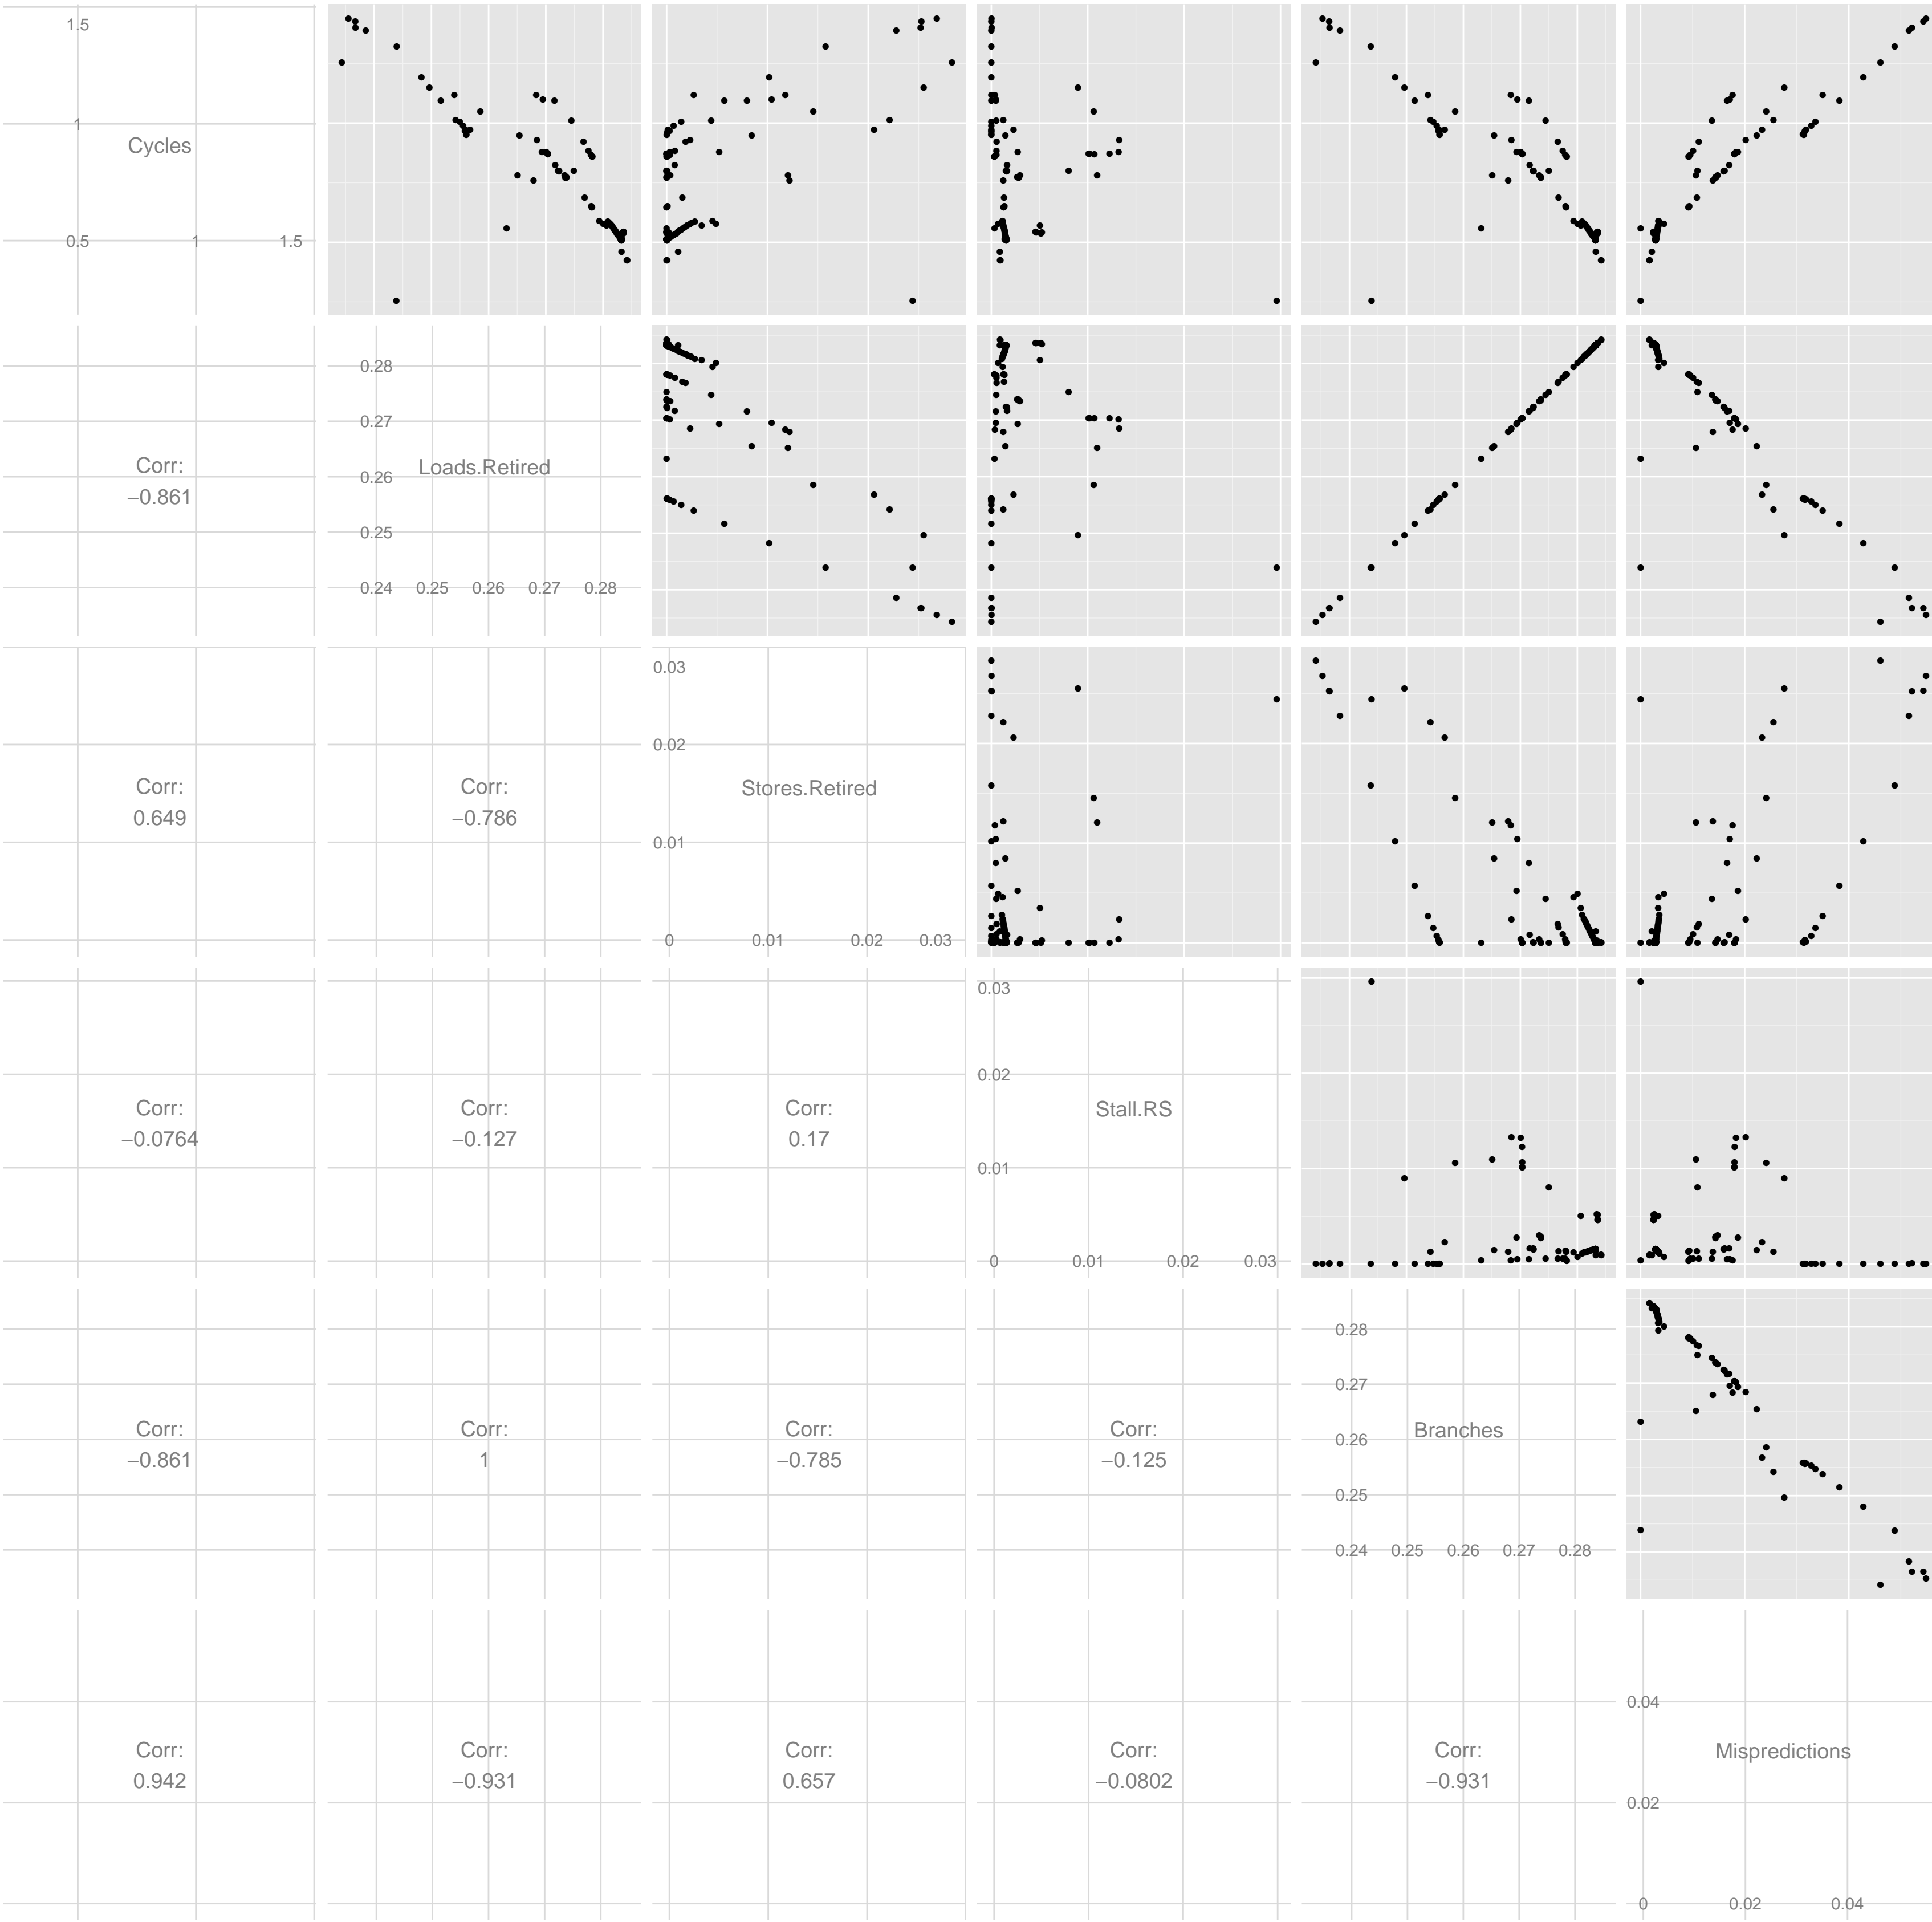 1.5
1
Cycles
0.5 1 1.5
Corr:
−0.861
0.28
0.27
Loads.Retired
0.26
0.25
0.24 0.24 0.25 0.26 0.27 0.28
Corr:
0.649
Corr:
−0.786
0.03
0.02
Stores.Retired
0.01
0 0.01 0.02 0.03
Corr:
−0.0764
Corr:
−0.127
Corr:
0.17
0.03
0.02
Stall.RS
0.01
0 0.01 0.02 0.03
Corr:
−0.861
Corr:
1
Corr:
−0.785
Corr:
−0.125
0.28
0.27
Branches
0.26
0.25
0.24 0.25 0.26 0.27 0.28
Corr:
0.942
Corr:
−0.931
Corr:
0.657
Corr:
−0.0802
Corr:
−0.931
0.04
Mispredictions
0.02
0 0.02 0.04